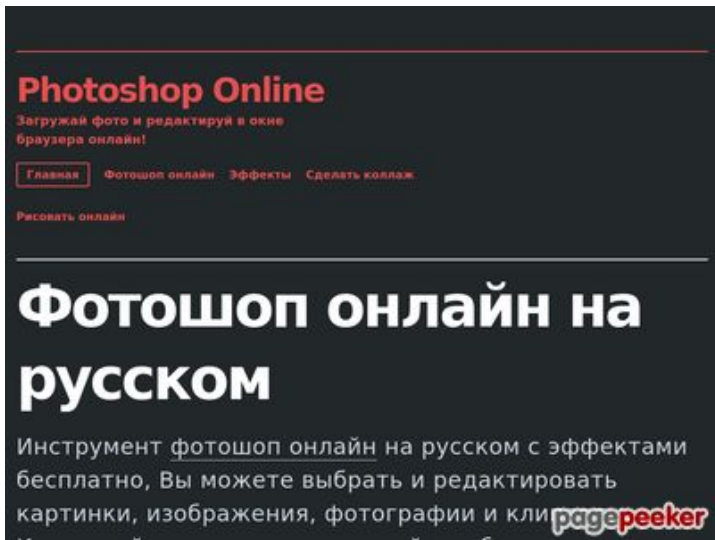 Photoshop Online
Загружай фото и редактируй в окне
браузера онлайн!
Главная Фотошоп онлайн Эффекты Сделать коллаж
Рисовать онлайн
Фотошоп онлайн на
русском
Инструмент фотошоп онлайн на русском с эффектами
бесплатно, Вы можете выбрать и редактировать
картинки, изображения, фотографии и
pagepeeker